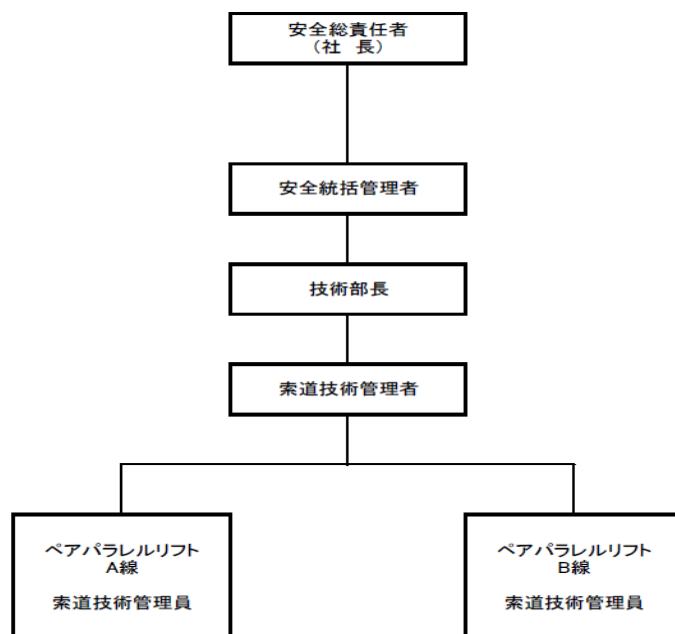 安全総責任者
（社　長）
安全統括管理者
技術部長
索道技術管理者
ペアパラレルリフト
A線
索道技術管理員
ペアパラレルリフト
B線
索道技術管理員